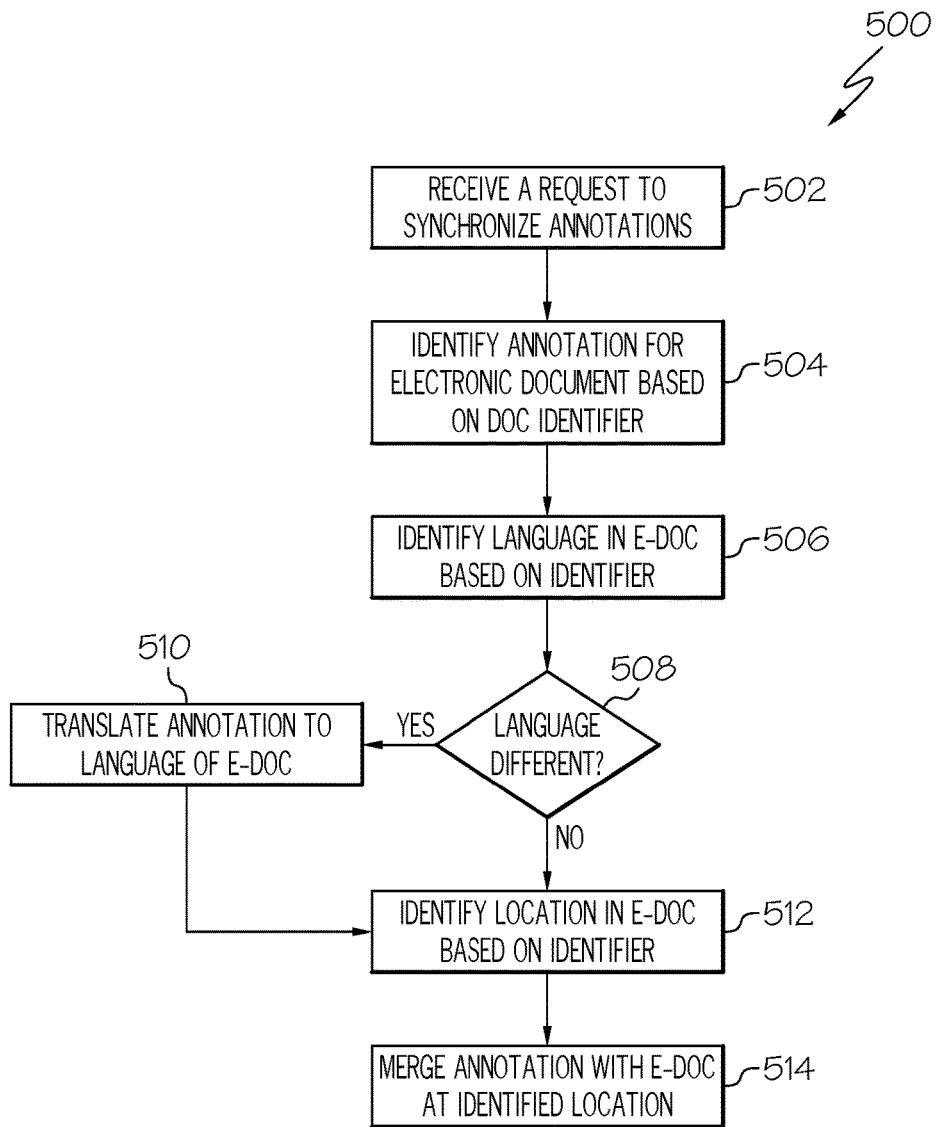 500
RECEIVE A REQUEST TO
SYNCHRONIZE ANNOTATIONS
502
IDENTIFY ANNOTATION FOR
ELECTRONIC DOCUMENT BASED
ON DOC IDENTIFIER
504
IDENTIFY LANGUAGE IN E-DOC
BASED ON IDENTIFIER
506
LANGUAGE
DIFFERENT?
508
YES
510
TRANSLATE ANNOTATION TO
LANGUAGE OF E-DOC
NO
IDENTIFY LOCATION IN E-DOC
BASED ON IDENTIFIER
512
MERGE ANNOTATION WITH E-DOC
AT IDENTIFIED LOCATION
514